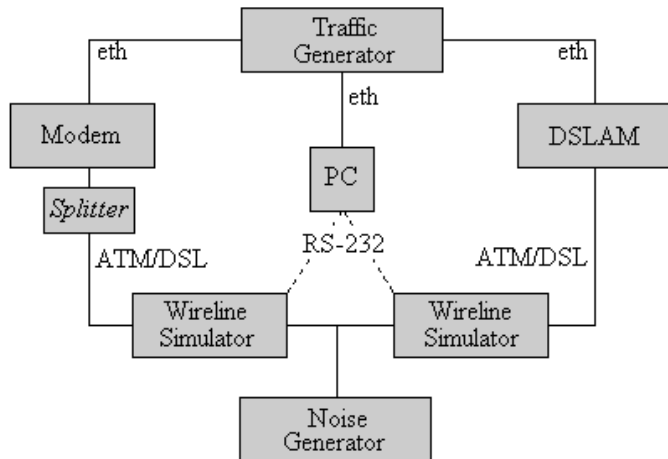 Traffic
Generator
eth
eth
eth
Modem
PC
DSLAM
Splitter
RS-232
ATM/DSL
ATM/DSL
Wireline
Simulator
Wireline
Simulator
Noise
Generator